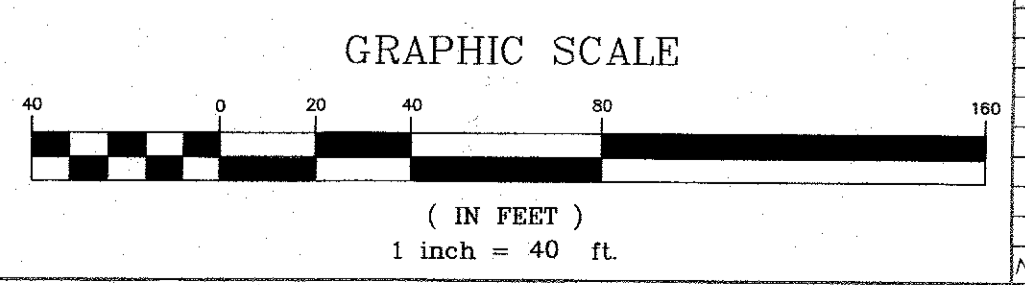 GRAPHIC SCALE
40 0 20 40 80 160
( IN FEET )
1 inch = 40 ft.